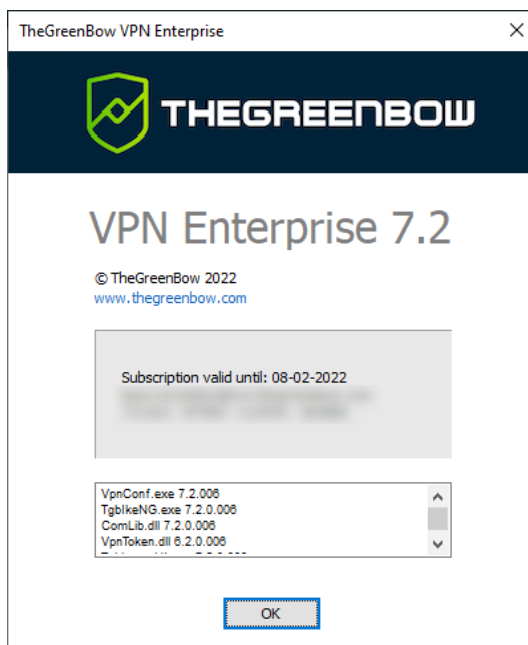 TheGreenBow VPN Enterprise
THEGREENBOW
VPN Enterprise 7.2
© TheGreenBow 2022
www.thegreenbow.com
Subscription valid until: 08-02-2022
VpnConf.exe 7.2.006
TgbIkeNG.exe 7.2.0.006
ComLib.dll 7.2.0.006
VpnToken.dll 6.2.0.006
OK